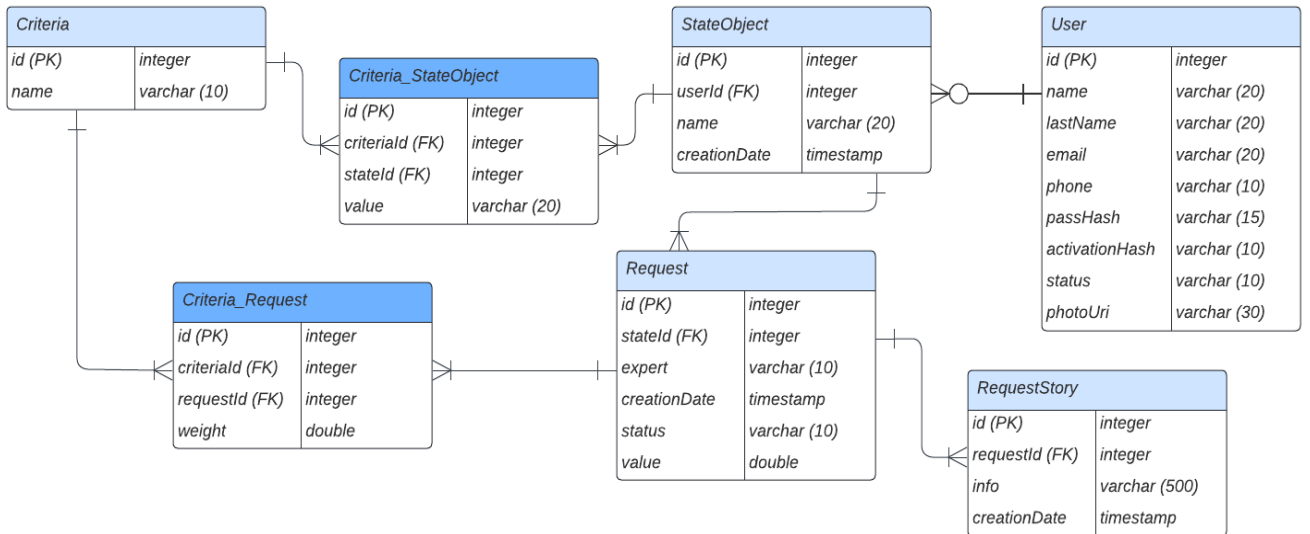 Criteria
id (PK) integer
name varchar (10)
Criteria_StateObject
id (PK) integer
criteriaId (FK) integer
stateId (FK) integer
value varchar (20)
StateObject
id (PK) integer
userId (FK) integer
name varchar (20)
creationDate timestamp
User
id (PK) integer
name varchar (20)
lastName varchar (20)
email varchar (20)
phone varchar (10)
passHash varchar (15)
activationHash varchar (10)
status varchar (10)
photoUri varchar (30)
Criteria_Request
id (PK) integer
criteriaId (FK) integer
requestId (FK) integer
weight double
Request
id (PK) integer
stateId (FK) integer
expert varchar (10)
creationDate timestamp
status varchar (10)
value double
RequestStory
id (PK) integer
requestId (FK) integer
info varchar (500)
creationDate timestamp